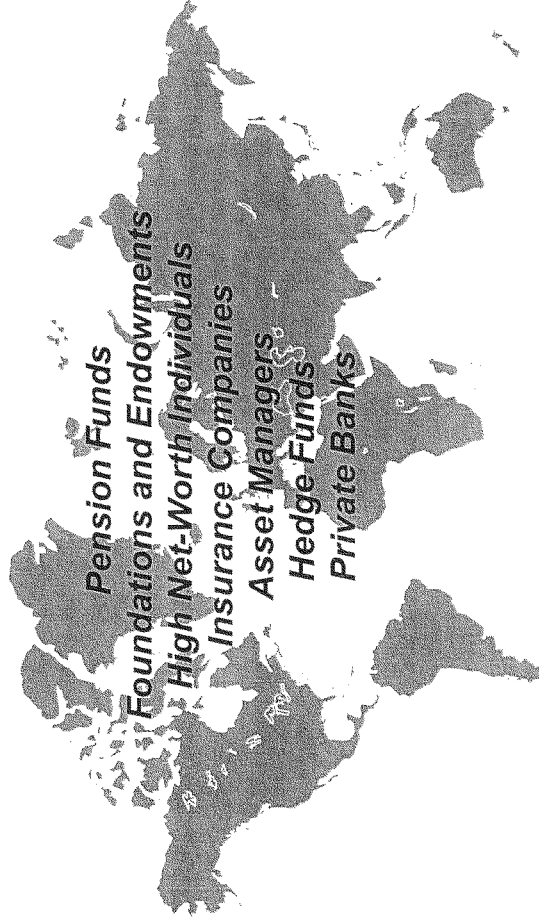 Pension Funds
Foundations and Endowments
High Net-Worth Individuals
Insurance Companies
Asset Managers
Hedge Funds
Private Banks